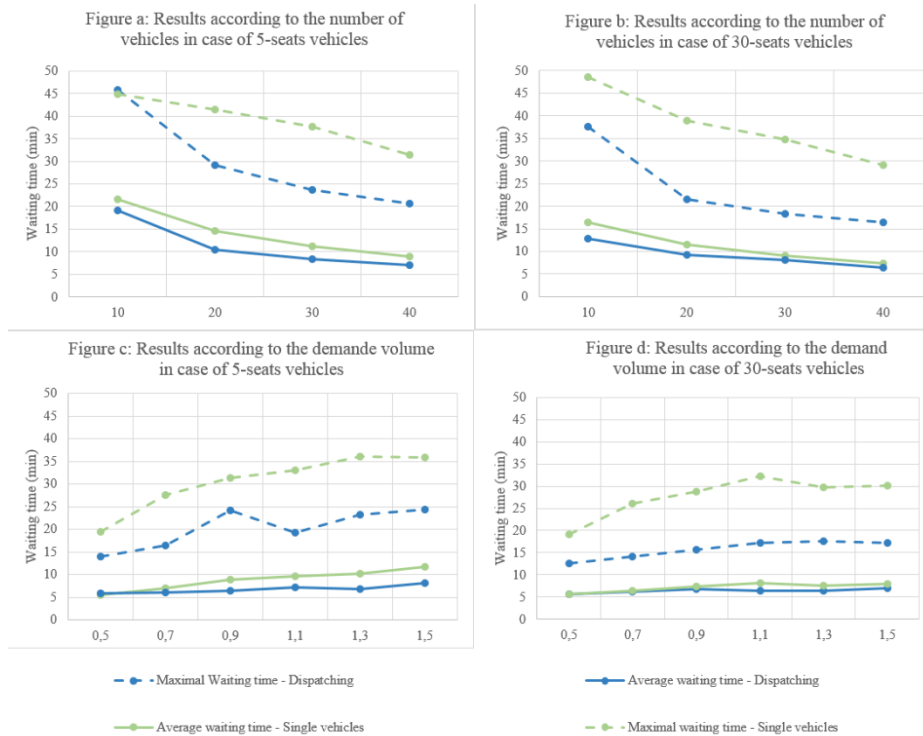 Figure a: Results according to the number of
vehicles in case of 5-seats vehicles
Waiting time (min)
50
45
40
35
30
25
20
15
10
5
0
10 20 30 40
Figure b: Results according to the number of
vehicles in case of 30-seats vehicles
Waiting time (min)
50
45
40
35
30
25
20
15
10
5
0
10 20 30 40
Figure c: Results according to the demande volume
in case of 5-seats vehicles
Waiting time (min)
50
45
40
35
30
25
20
15
10
5
0
0,5 0,7 0,9 1,1 1,3 1,5
Figure d: Results according to the demand
volume in case of 30-seats vehicles
Waiting time (min)
50
45
40
35
30
25
20
15
10
5
0
0,5 0,7 0,9 1,1 1,3 1,5
Maximal Waiting time - Dispatching
Average waiting time - Dispatching
Average waiting time - Single vehicles
Maximal waiting time - Single vehicles